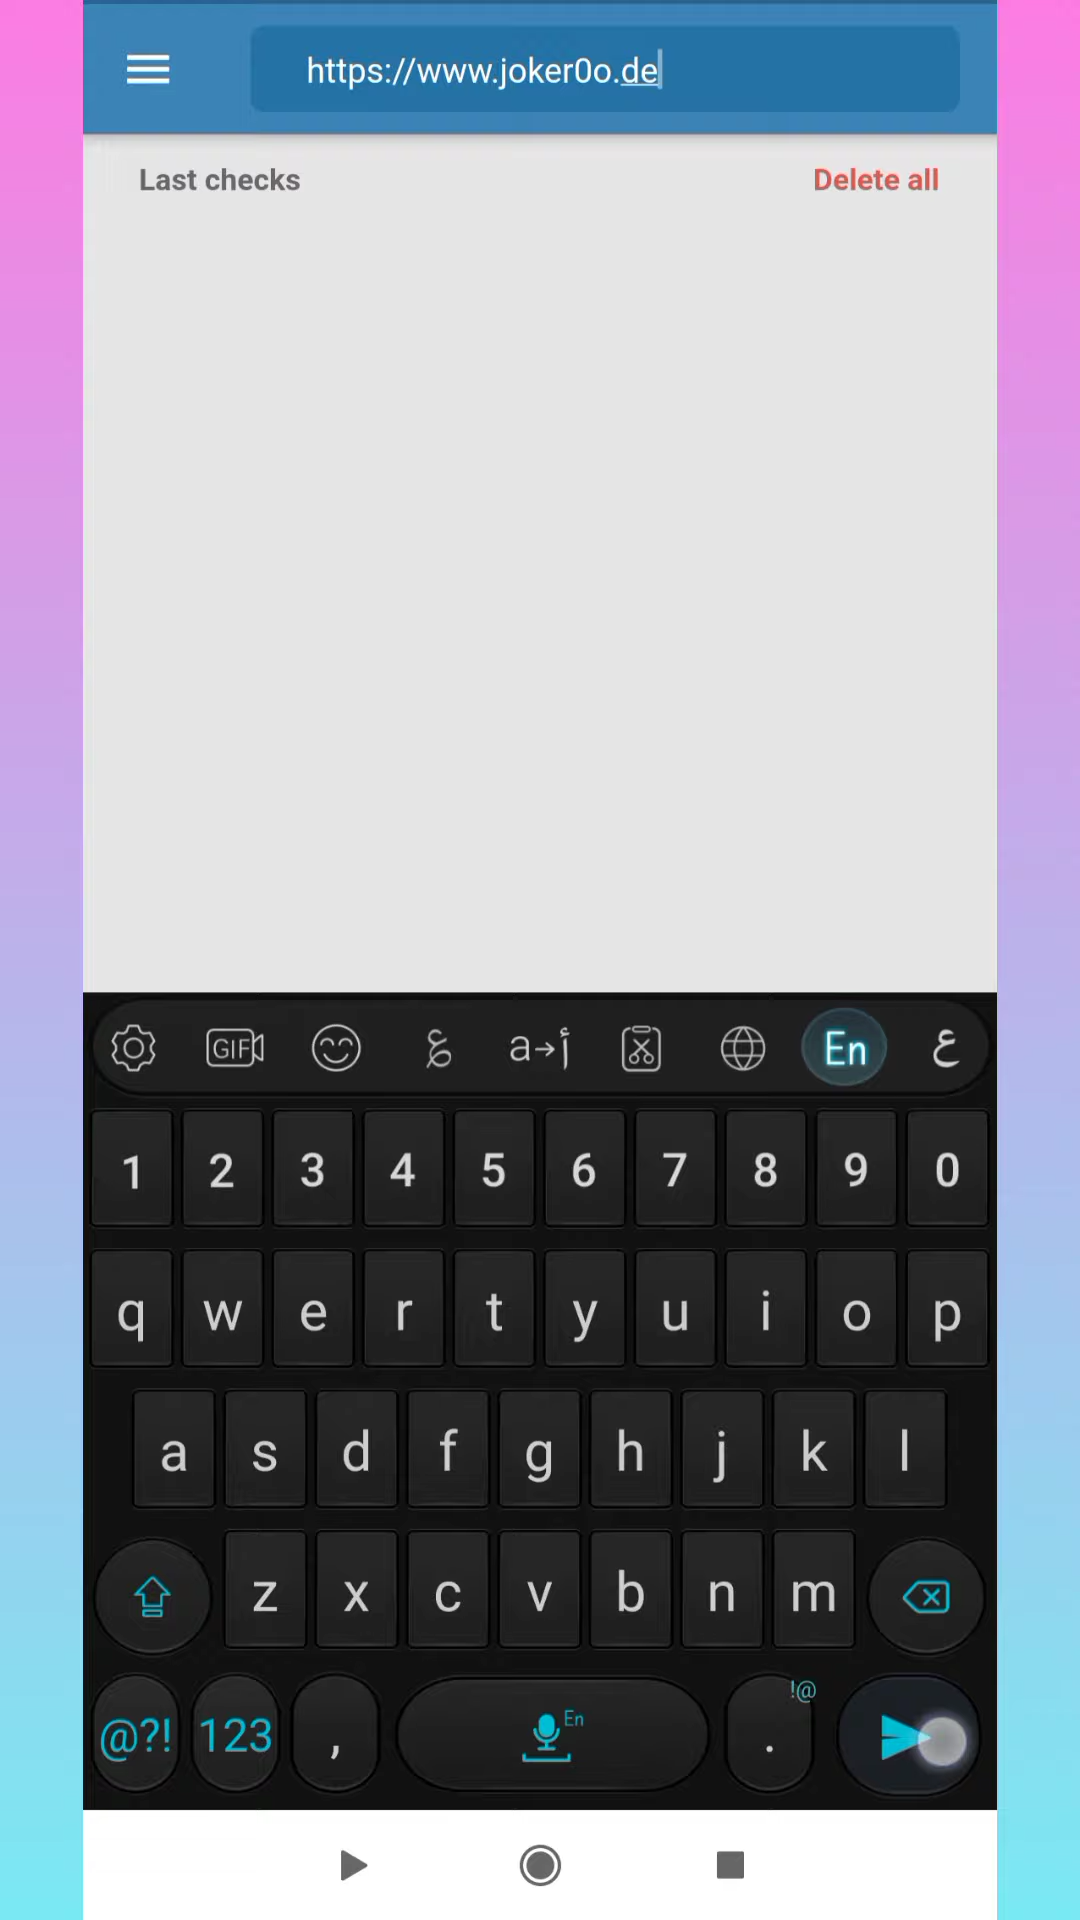 https://www.joker0o.de
Last checks Delete all
GIF a→أ En ع
1 2 3 4 5 6 7 8 9 0
q w e r t y u i o p
a s d f g h j k l
z x c v b n m
@?! 123 , En . !@